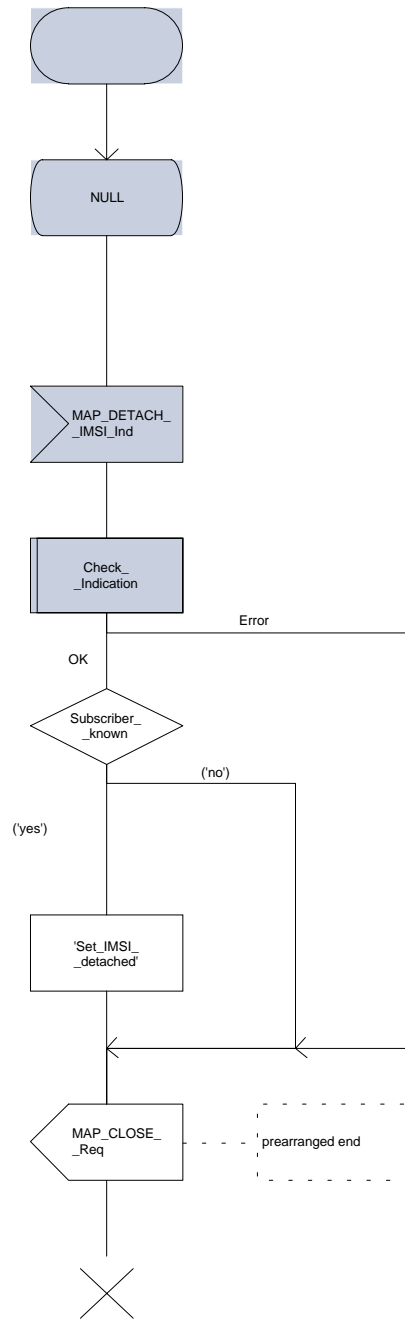 NULL
MAP_DETACH_
_IMSI_Ind
Check_
_Indication
Error
OK
Subscriber_
_known
('no')
('yes')
'Set_IMSI_
_detached'
MAP_CLOSE_
_Req
prearranged end